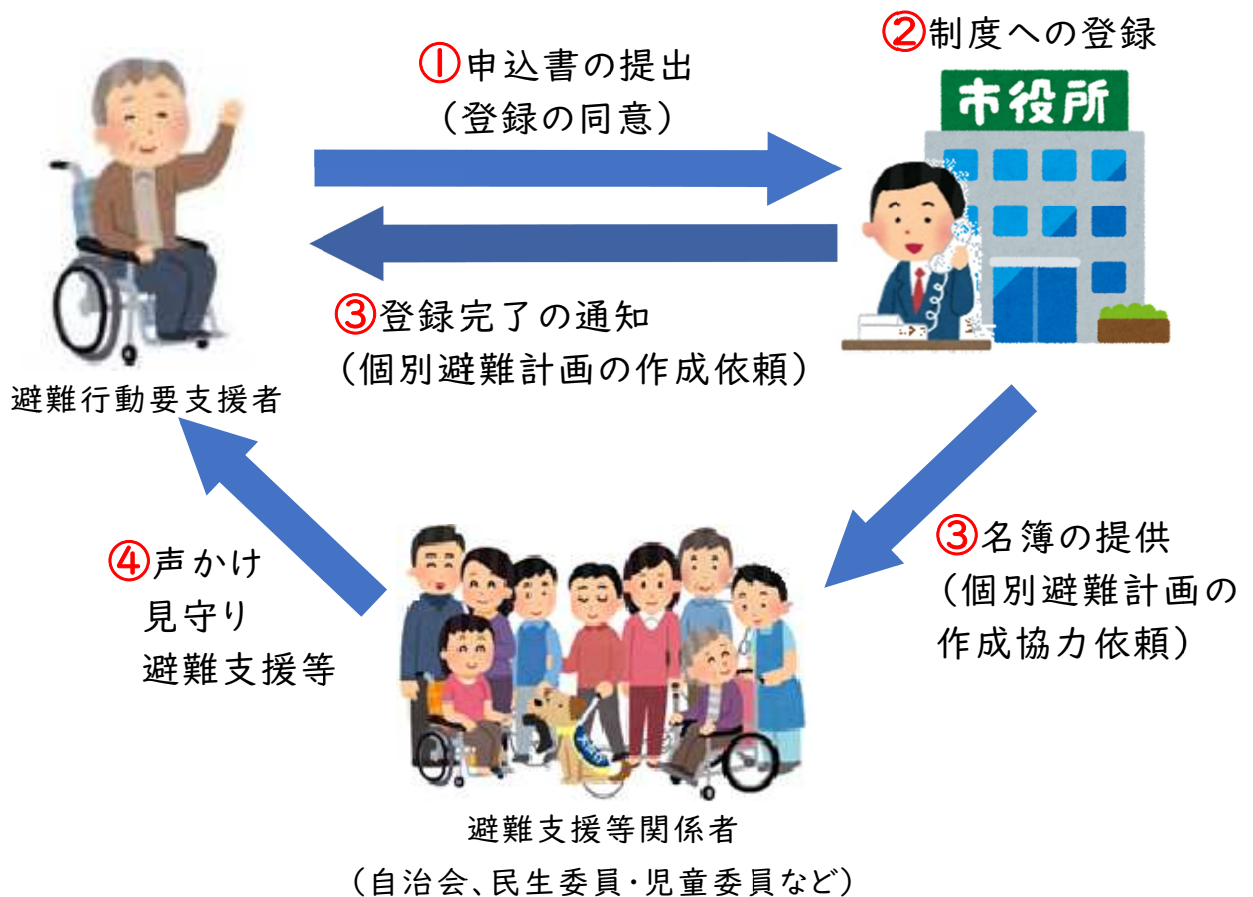 ①申込書の提出
（登録の同意）
②制度への登録
市役所
③登録完了の通知
（個別避難計画の作成依頼）
避難行動要支援者
③名簿の提供
（個別避難計画の
作成協力依頼）
④声かけ
見守り
避難支援等
避難支援等関係者
（自治会、民生委員・児童委員など）